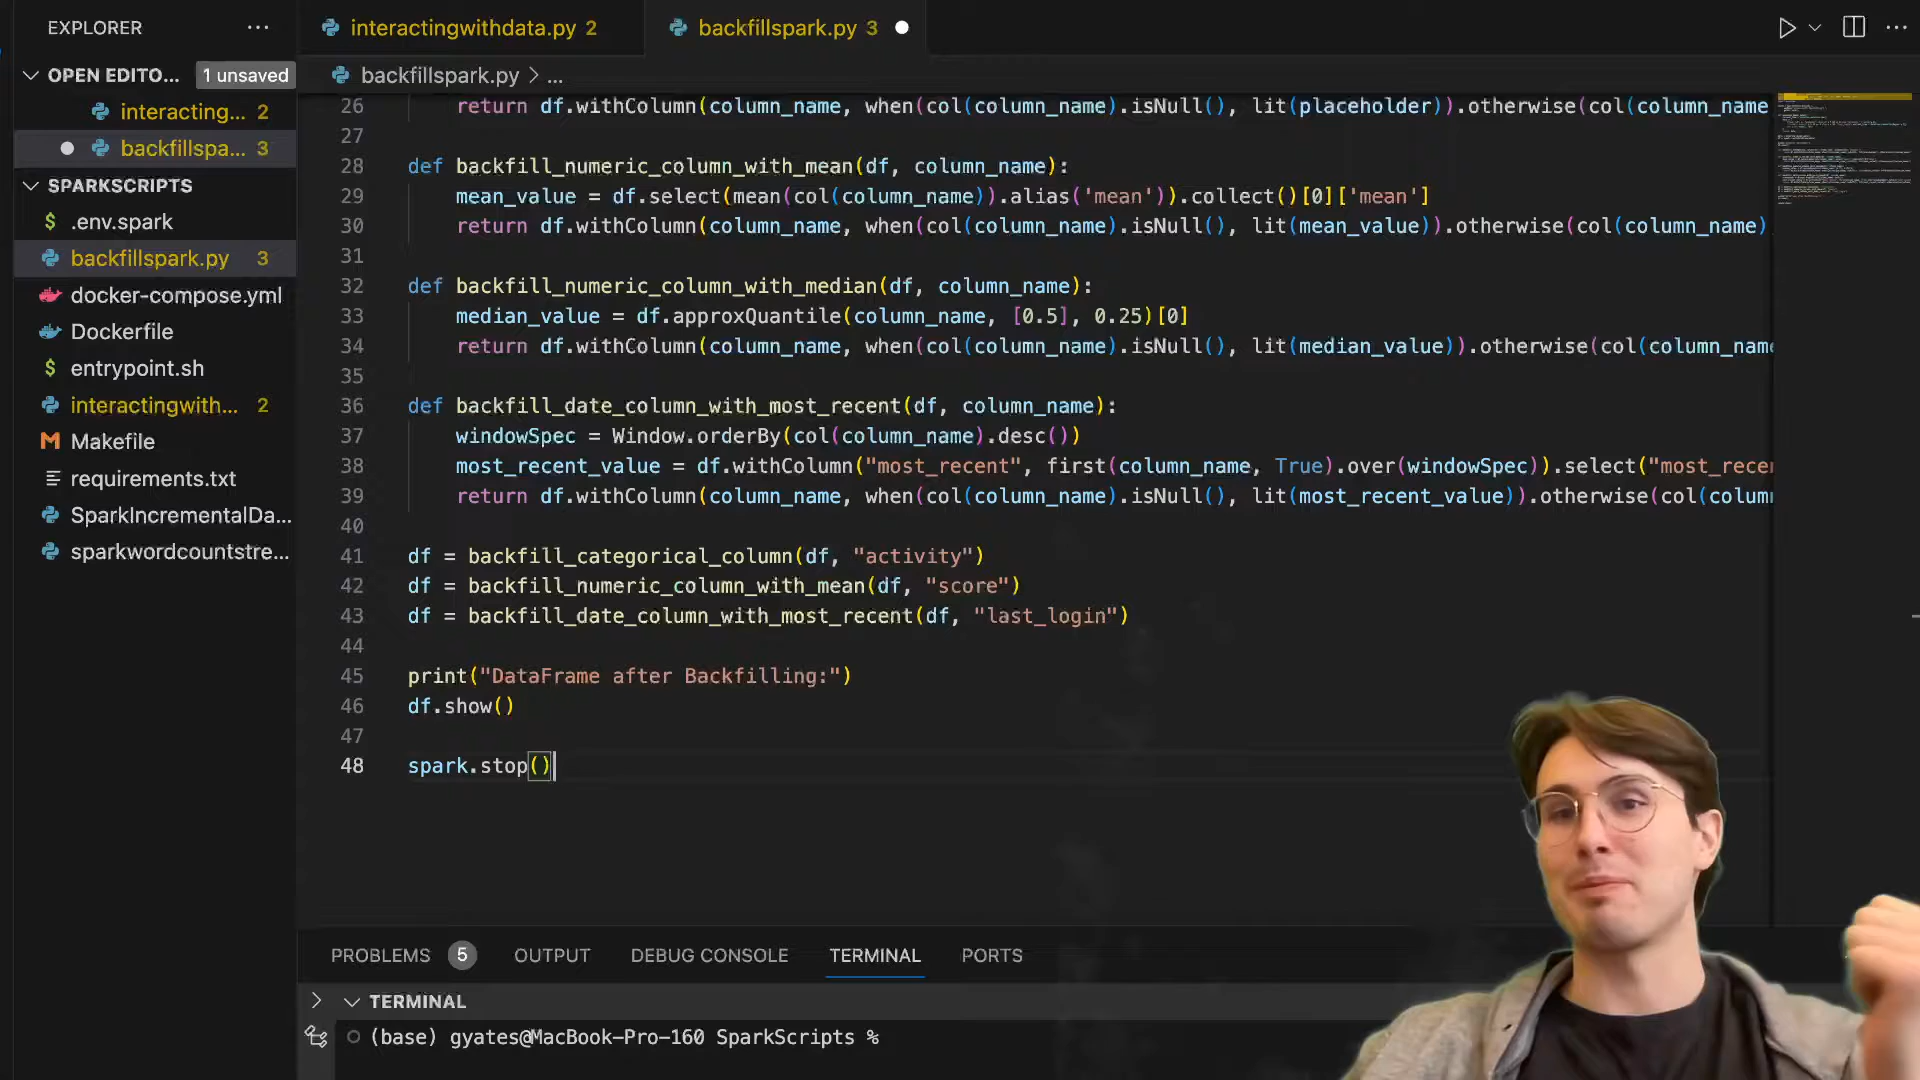 EXPLORER
OPEN EDITO... 1 unsaved
interacting... 2
backfillspa... 3
SPARKSCRIPTS
.env.spark
backfillspark.py 3
docker-compose.yml
Dockerfile
entrypoint.sh
interactingwith... 2
Makefile
requirements.txt
SparkIncrementalDa...
sparkwordcountstre...
interactingwithdata.py 2
backfillspark.py 3
backfillspark.py > ...
26 return df.withColumn(column_name, when(col(column_name).isNull(), lit(placeholder)).otherwise(col(column_name
27
28 def backfill_numeric_column_with_mean(df, column_name):
29 mean_value = df.select(mean(col(column_name)).alias('mean')).collect()[0]['mean']
30 return df.withColumn(column_name, when(col(column_name).isNull(), lit(mean_value)).otherwise(col(column_name)
31
32 def backfill_numeric_column_with_median(df, column_name):
33 median_value = df.approxQuantile(column_name, [0.5], 0.25)[0]
34 return df.withColumn(column_name, when(col(column_name).isNull(), lit(median_value)).otherwise(col(column_name
35
36 def backfill_date_column_with_most_recent(df, column_name):
37 windowSpec = Window.orderBy(col(column_name).desc())
38 most_recent_value = df.withColumn("most_recent", first(column_name, True).over(windowSpec)).select("most_recen
39 return df.withColumn(column_name, when(col(column_name).isNull(), lit(most_recent_value)).otherwise(col(column
40
41 df = backfill_categorical_column(df, "activity")
42 df = backfill_numeric_column_with_mean(df, "score")
43 df = backfill_date_column_with_most_recent(df, "last_login")
44
45 print("DataFrame after Backfilling:")
46 df.show()
47
48 spark.stop()
PROBLEMS 5 OUTPUT DEBUG CONSOLE TERMINAL PORTS
TERMINAL
(base) gyates@MacBook-Pro-160 SparkScripts %